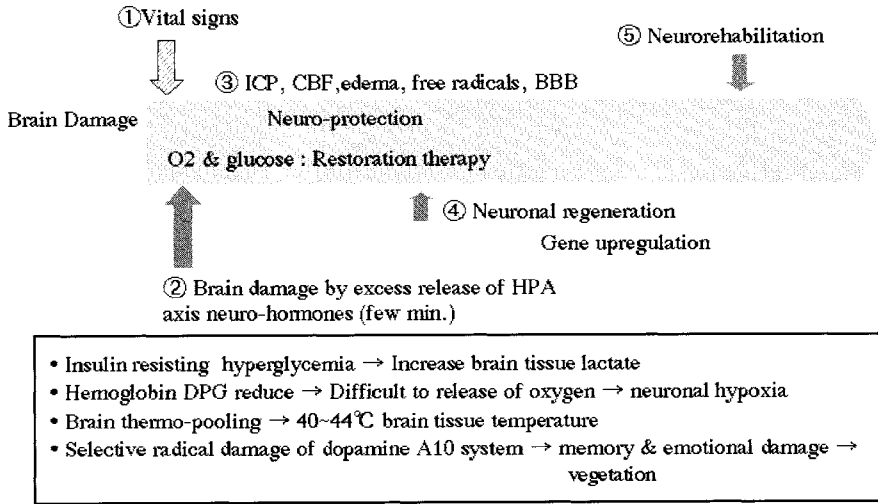 ①Vital signs
⑤ Neurorehabilitation
③ ICP, CBF,edema, free radicals, BBB
Brain Damage
Neuro-protection
O2 & glucose : Restoration therapy
④ Neuronal regeneration
Gene upregulation
② Brain damage by excess release of HPA
axis neuro-hormones (few min.)
• Insulin resisting hyperglycemia → Increase brain tissue lactate
• Hemoglobin DPG reduce → Difficult to release of oxygen → neuronal hypoxia
• Brain thermo-pooling → 40~44℃ brain tissue temperature
• Selective radical damage of dopamine A10 system → memory & emotional damage →
vegetation